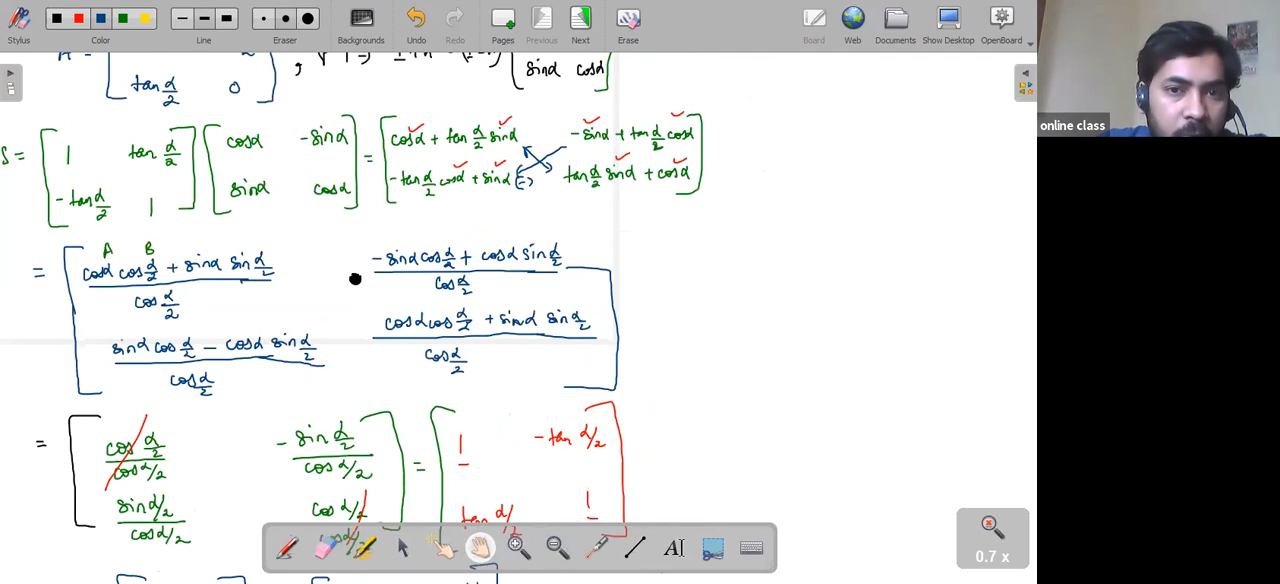 Stylus Color Line Eraser Backgrounds Undo Redo Pages Previous Next Erase Board Web Documents Show Desktop OpenBoard
tan α/2 0
sinα cosα
S = [1 tan α/2] [cosα -sinα] = [cosα + tan α/2 sinα -sinα + tan α/2 cosα]
[-tan α/2 1] [sinα cosα] [-tan α/2 cosα + sinα (-) tan α/2 sinα + cosα]
A B
= [cosα cos α/2 + sinα sin α/2 -sinα cos α/2 + cosα sin α/2
cos α/2 cos α/2
sinα cos α/2 - cosα sin α/2 cosα cos α/2 + sinα sin α/2
cos α/2 cos α/2]
= [cos α/2 - sin α/2] = [1 -tan α/2]
cos α/2 cos α/2
sin α/2 cos α/2 tan α/2 1
cos α/2 cos α/2
online class
0.7 x